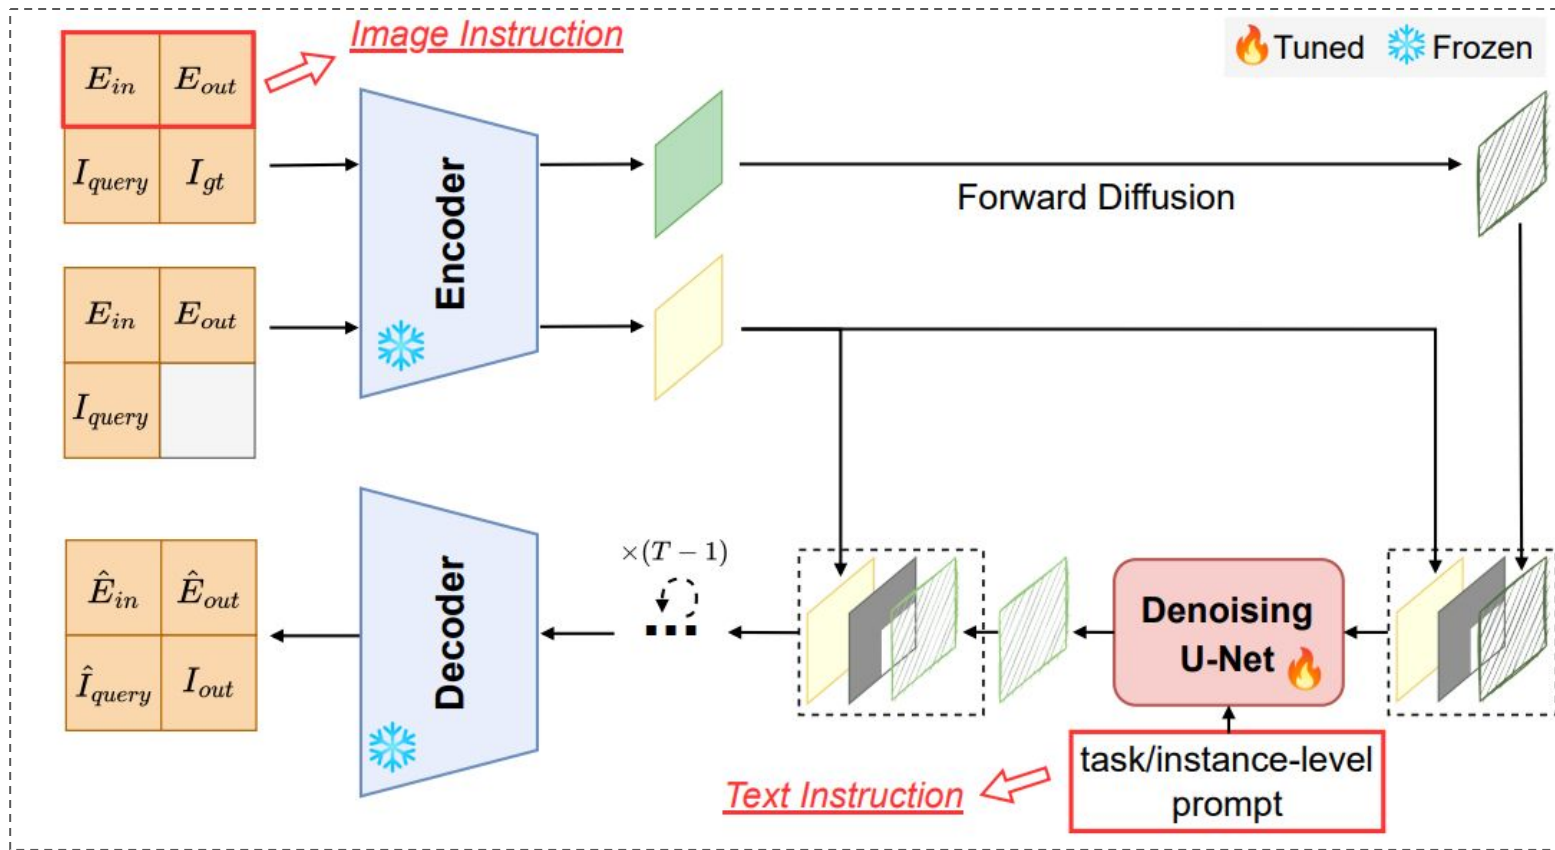 Image Instruction
Tuned Frozen
E_in E_out
I_query I_gt
Encoder
Forward Diffusion
E_in E_out
I_query
Ê_in Ê_out
Î_query I_out
Decoder
×(T − 1)
...
Denoising
U-Net
task/instance-level
prompt
Text Instruction